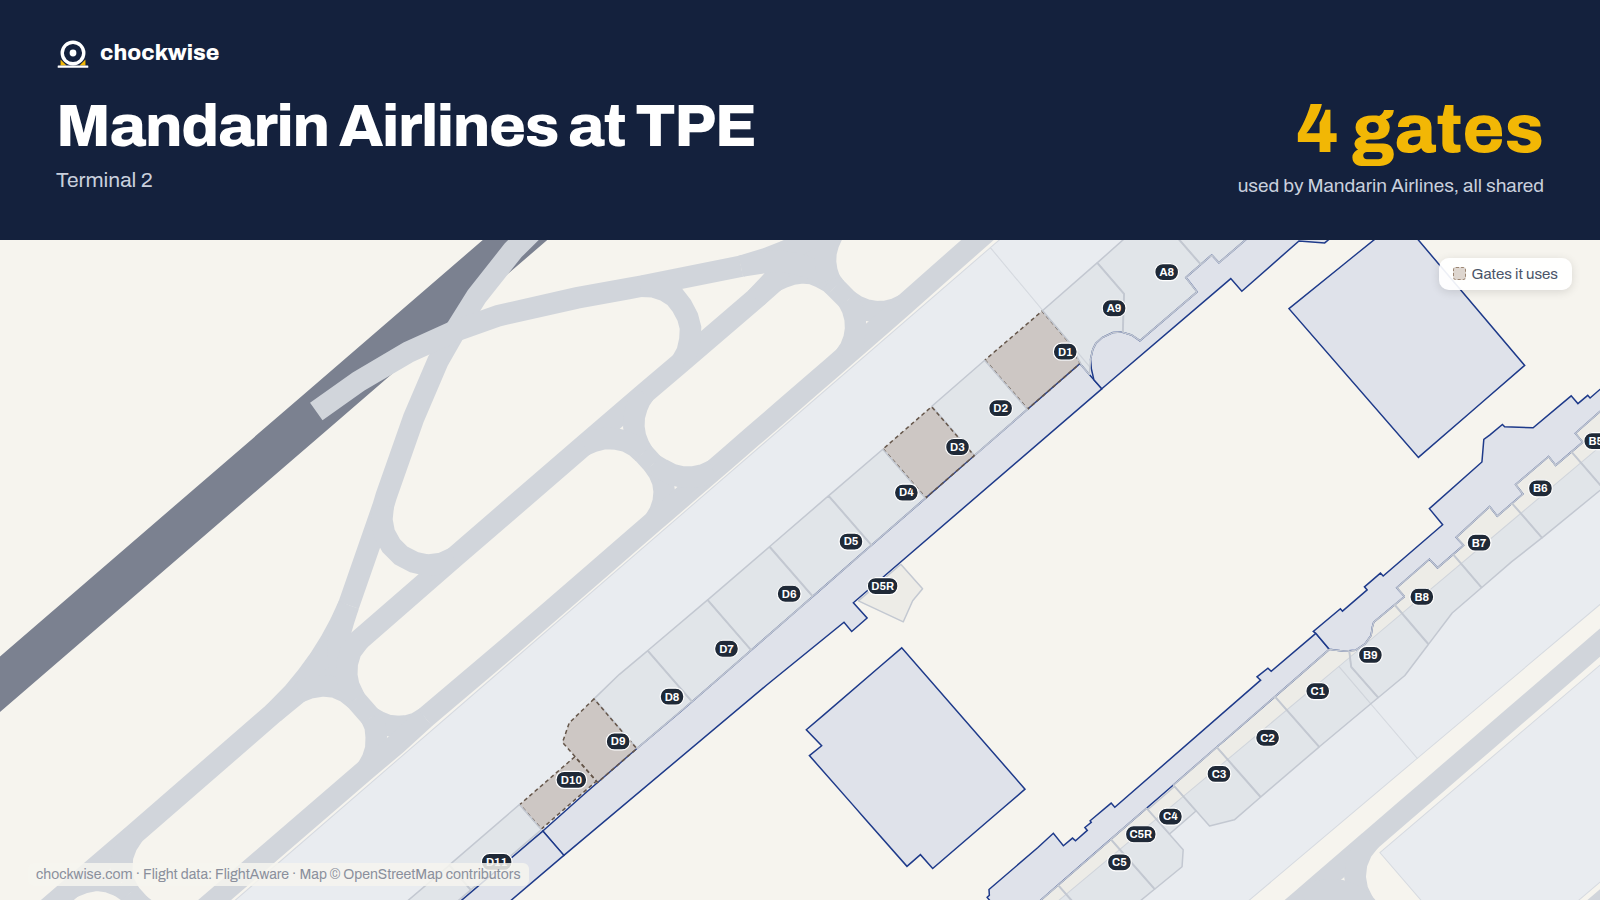 chockwise
Mandarin Airlines at TPE
Terminal 2
4 gates
used by Mandarin Airlines, all shared
Gates it uses
A8
A9
D1
D2
D3
D4
D5
D5R
D6
D7
D8
D9
D10
D11
B5
B6
B7
B8
B9
C1
C2
C3
C4
C5R
C5
chockwise.com · Flight data: FlightAware · Map © OpenStreetMap contributors